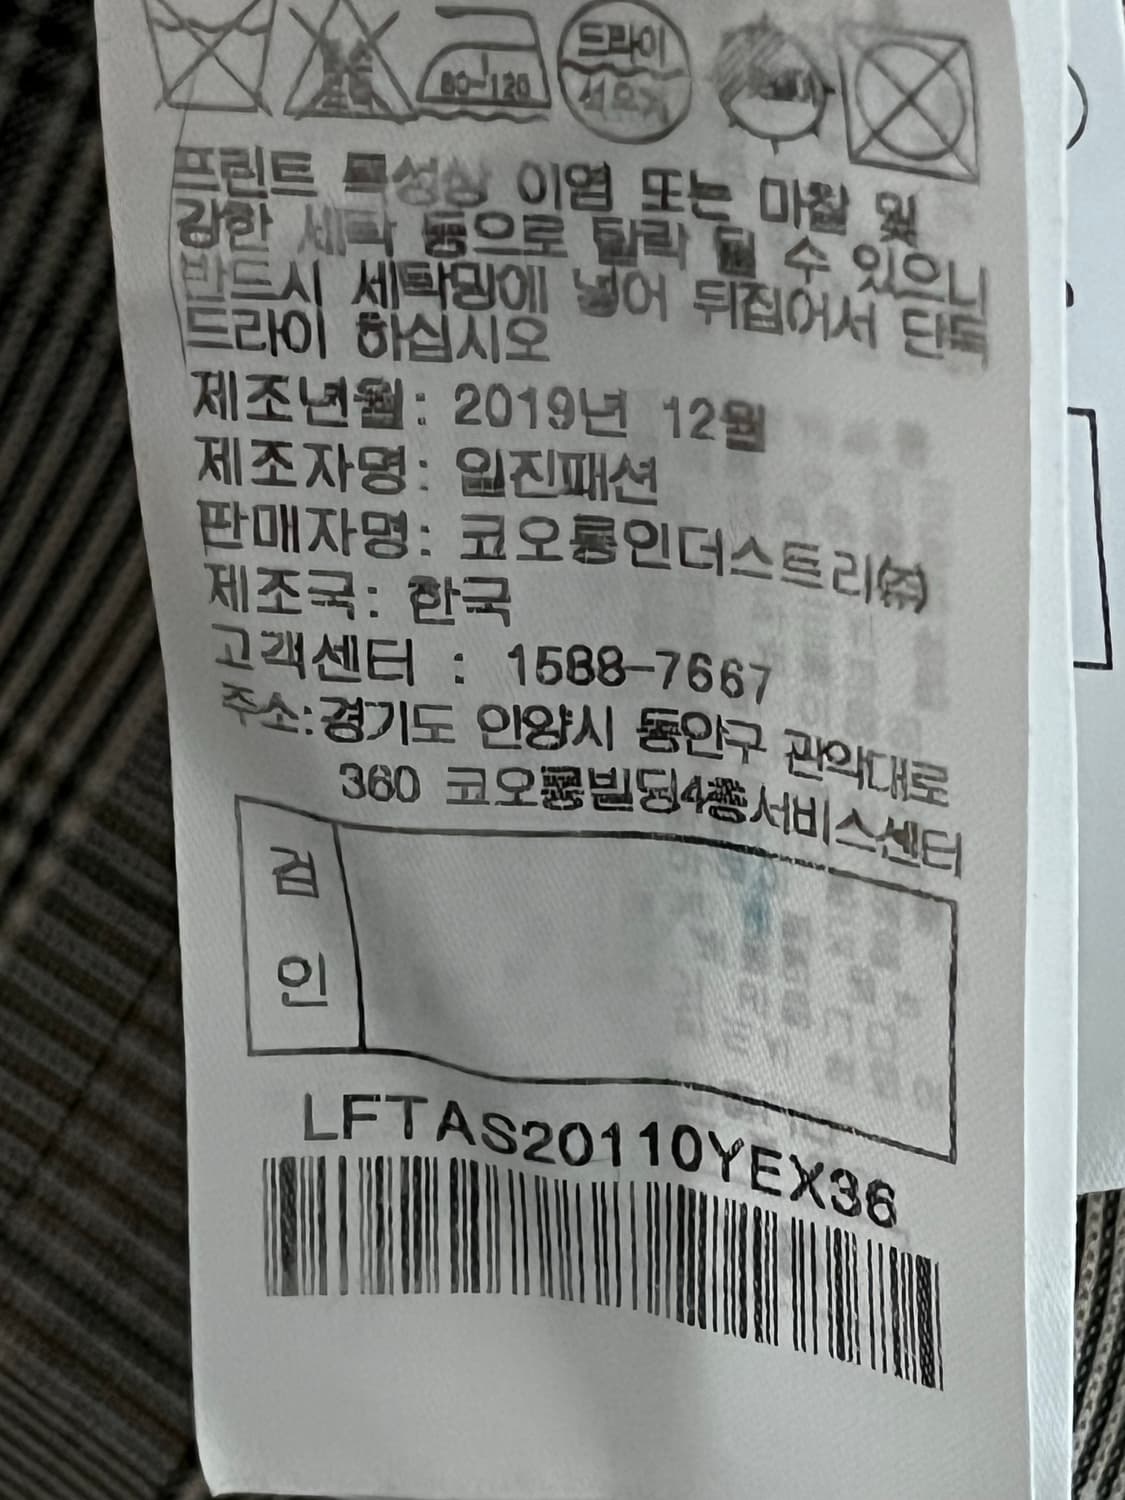 80~120
드라이
석유계
프린트 특성상 이염 또는 마찰 및
강한 세탁 등으로 탈락 될 수 있으니
반드시 세탁망에 넣어 뒤집어서 단독
드라이 하십시오
제조년월: 2019년 12월
제조자명: 입진패션
판매자명: 코오롱인더스트리㈜
제조국: 한국
고객센터 : 1588-7667
주소:경기도 안양시 동안구 관악대로
360 코오롱빌딩4층서비스센터
검
인
LFTAS20110YEX36